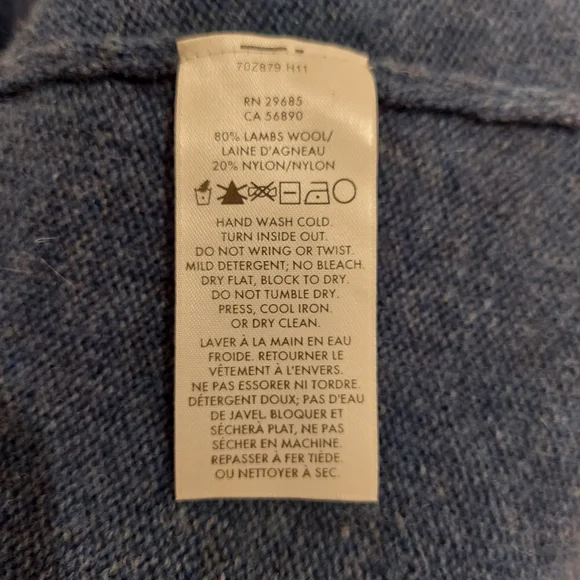 702879 H11
RN 29685
CA 56890
80% LAMBS WOOL/
LAINE D'AGNEAU
20% NYLON/NYLON
HAND WASH COLD.
TURN INSIDE OUT.
DO NOT WRING OR TWIST.
MILD DETERGENT; NO BLEACH.
DRY FLAT, BLOCK TO DRY.
DO NOT TUMBLE DRY.
PRESS, COOL IRON.
OR DRY CLEAN.
LAVER À LA MAIN EN EAU
FROIDE. RETOURNER LE
VÊTEMENT À L'ENVERS.
NE PAS ESSORER NI TORDRE.
DÉTERGENT DOUX; PAS D'EAU
DE JAVEL. BLOQUER ET
SÉCHERÀ PLAT, NE PAS
SÉCHER EN MACHINE.
REPASSER À FER TIÈDE.
OU NETTOYER À SEC.